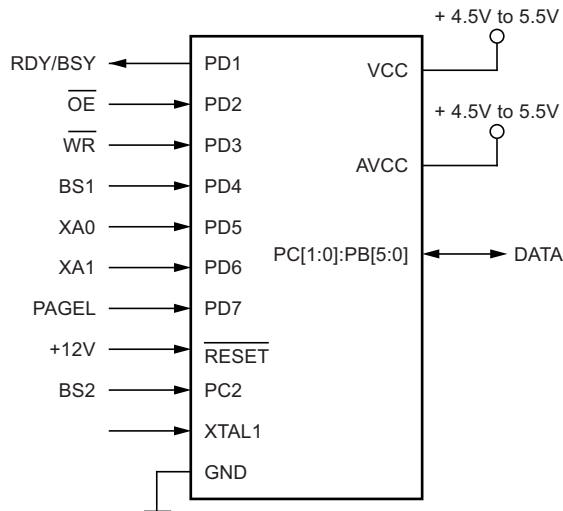 + 4.5V to 5.5V
RDY/BSY PD1 VCC
OE PD2 + 4.5V to 5.5V
WR PD3
BS1 PD4 AVCC
XA0 PD5 PC[1:0]:PB[5:0] DATA
XA1 PD6
PAGEL PD7
+12V RESET
BS2 PC2
XTAL1
GND